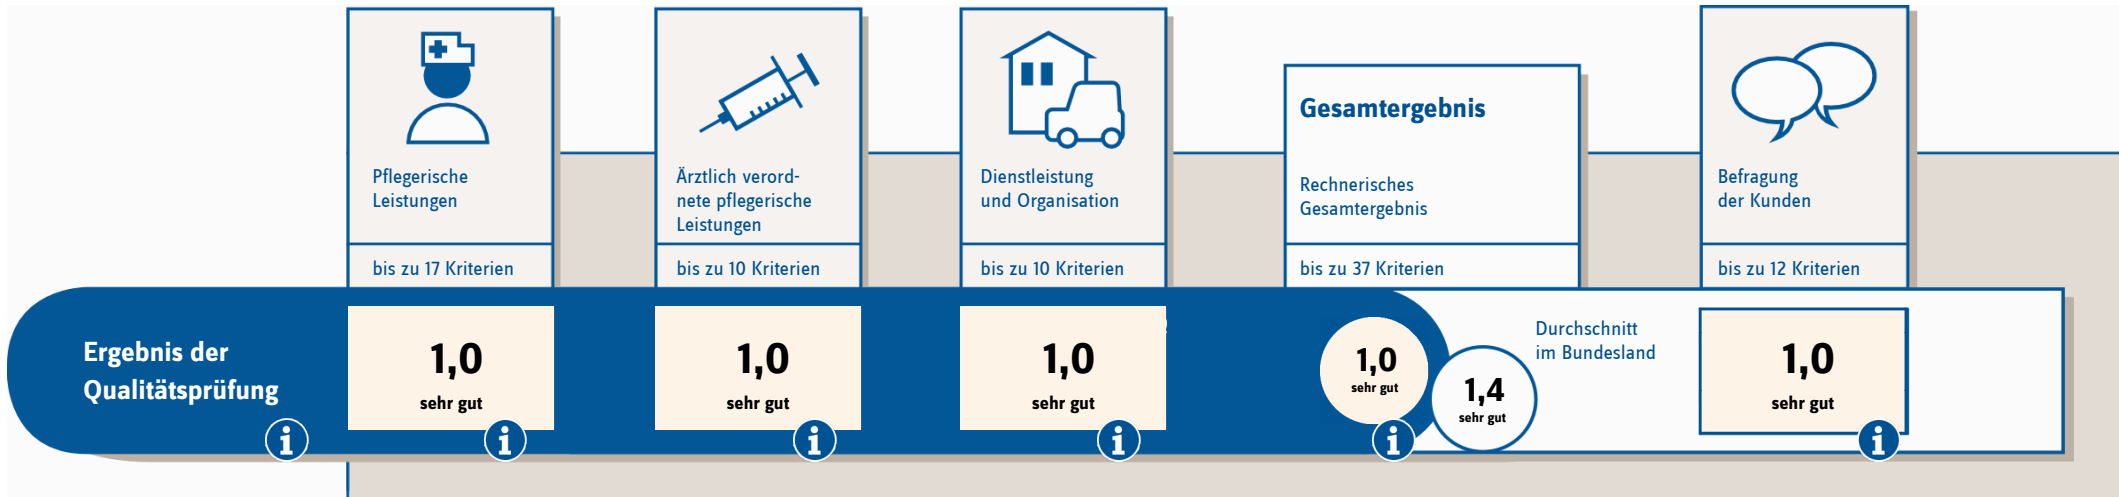 Pflegerische
Leistungen
bis zu 17 Kriterien
Ärztlich verord-
nete pflegerische
Leistungen
bis zu 10 Kriterien
Dienstleistung
und Organisation
bis zu 10 Kriterien
Gesamtergebnis
Rechnerisches
Gesamtergebnis
bis zu 37 Kriterien
Befragung
der Kunden
bis zu 12 Kriterien
Ergebnis der
Qualitätsprüfung
i
1,0
sehr gut
i
1,0
sehr gut
i
1,0
sehr gut
i
1,0
sehr gut
i
1,4
sehr gut
Durchschnitt
im Bundesland
1,0
sehr gut
i